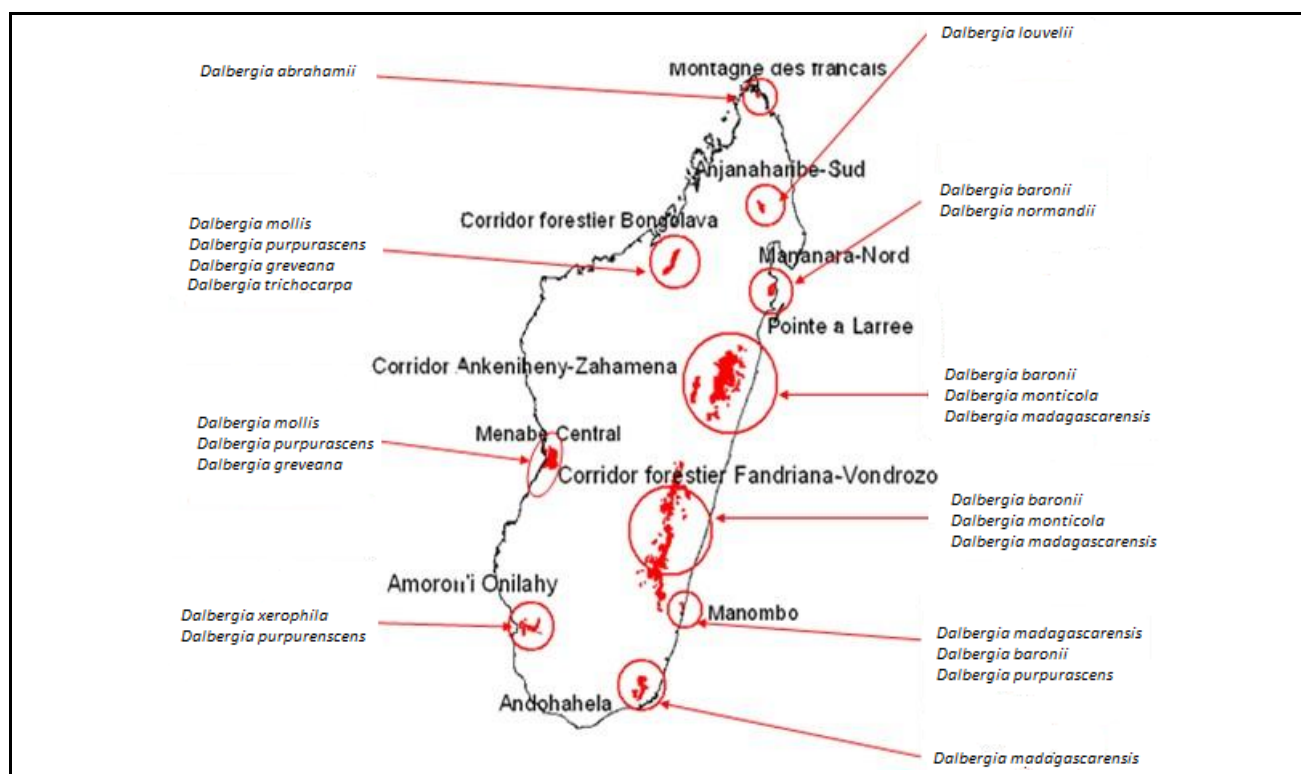 Dalbergia louvelii
Dalbergia abrahamii
Montagne des francais
Anjanaharibe-Sud
Dalbergia baronii
Dalbergia normandii
Corridor forestier Bongolava
Dalbergia mollis
Dalbergia purpurascens
Dalbergia greveana
Dalbergia trichocarpa
Mananara-Nord
Pointe a Larree
Corridor Ankeniheny-Zahamena
Dalbergia baronii
Dalbergia monticola
Dalbergia madagascarensis
Dalbergia mollis
Dalbergia purpurascens
Dalbergia greveana
Menabe Central
Corridor forestier Fandriana-Vondrozo
Dalbergia baronii
Dalbergia monticola
Dalbergia madagascarensis
Amoron'i Onilahy
Dalbergia xerophila
Dalbergia purpurenscens
Manombo
Dalbergia madagascarensis
Dalbergia baronii
Dalbergia purpurascens
Andohahela
Dalbergia madagascarensis